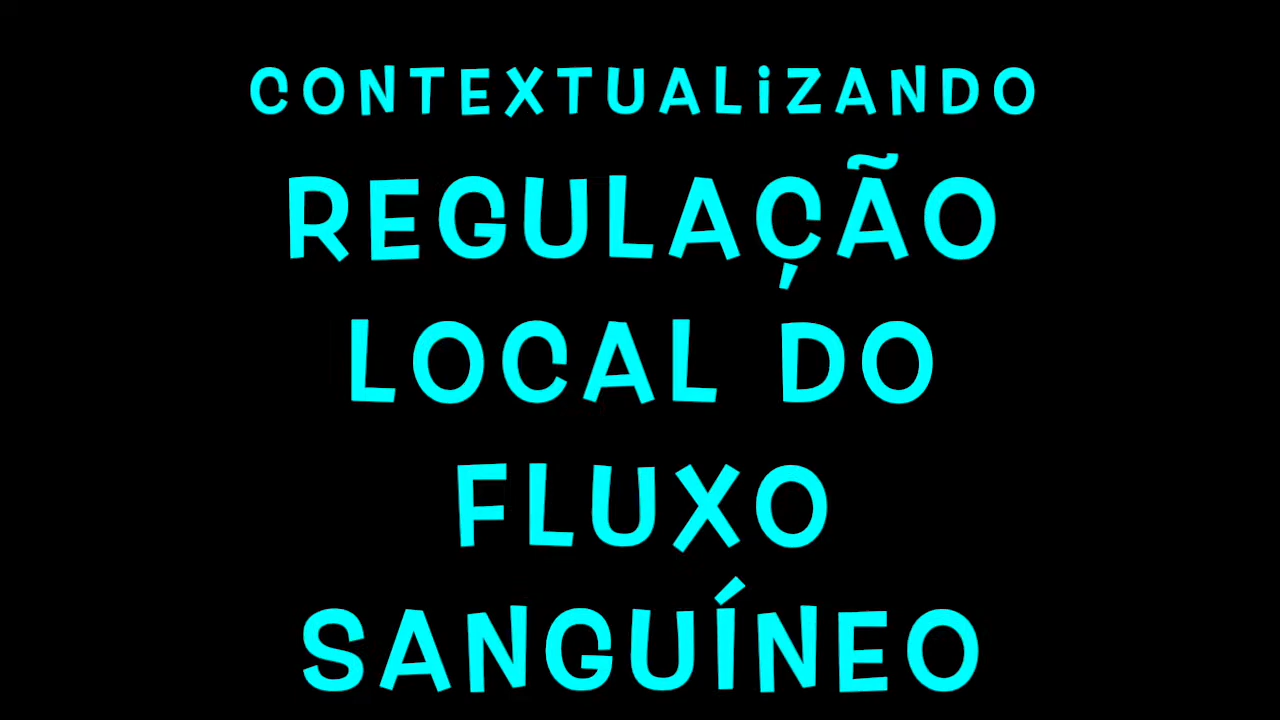 CONTEXTUALiZANDO
REGULAÇÃO
LOCAL DO
FLUXO
SANGUÍNEO